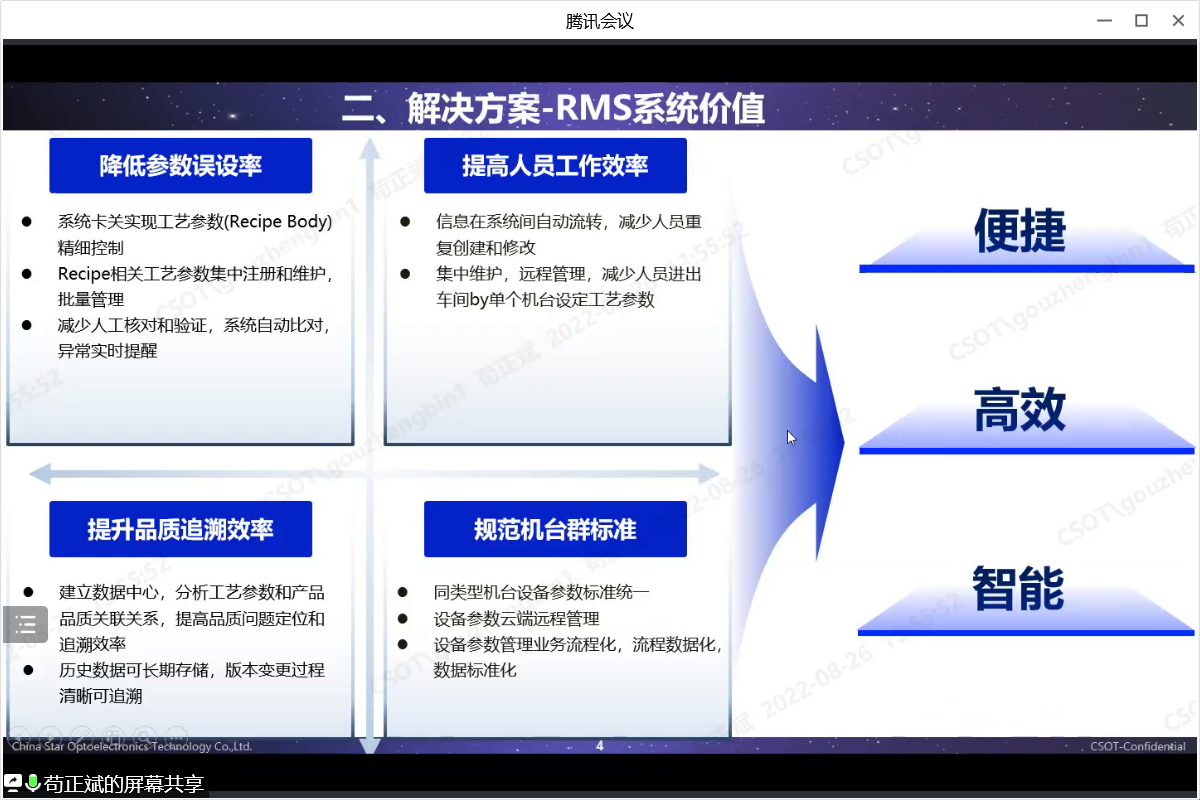 腾讯会议
二、解决方案-RMS系统价值
降低参数误设率
系统卡关实现工艺参数(Recipe Body)
精细控制
Recipe相关工艺参数集中注册和维护，
批量管理
减少人工核对和验证，系统自动比对，
异常实时提醒
提高人员工作效率
信息在系统间自动流转，减少人员重
复创建和修改
集中维护，远程管理，减少人员进出
车间by单个机台设定工艺参数
提升品质追溯效率
建立数据中心，分析工艺参数和产品
品质关联关系，提高品质问题定位和
追溯效率
历史数据可长期存储，版本变更过程
清晰可追溯
规范机台群标准
同类型机台设备参数标准统一
设备参数云端远程管理
设备参数管理业务流程化，流程数据化，
数据标准化
便捷
高效
智能
China Star Optoelectronics Technology Co.,Ltd.
4
CSOT-Confidential
苟正斌的屏幕共享